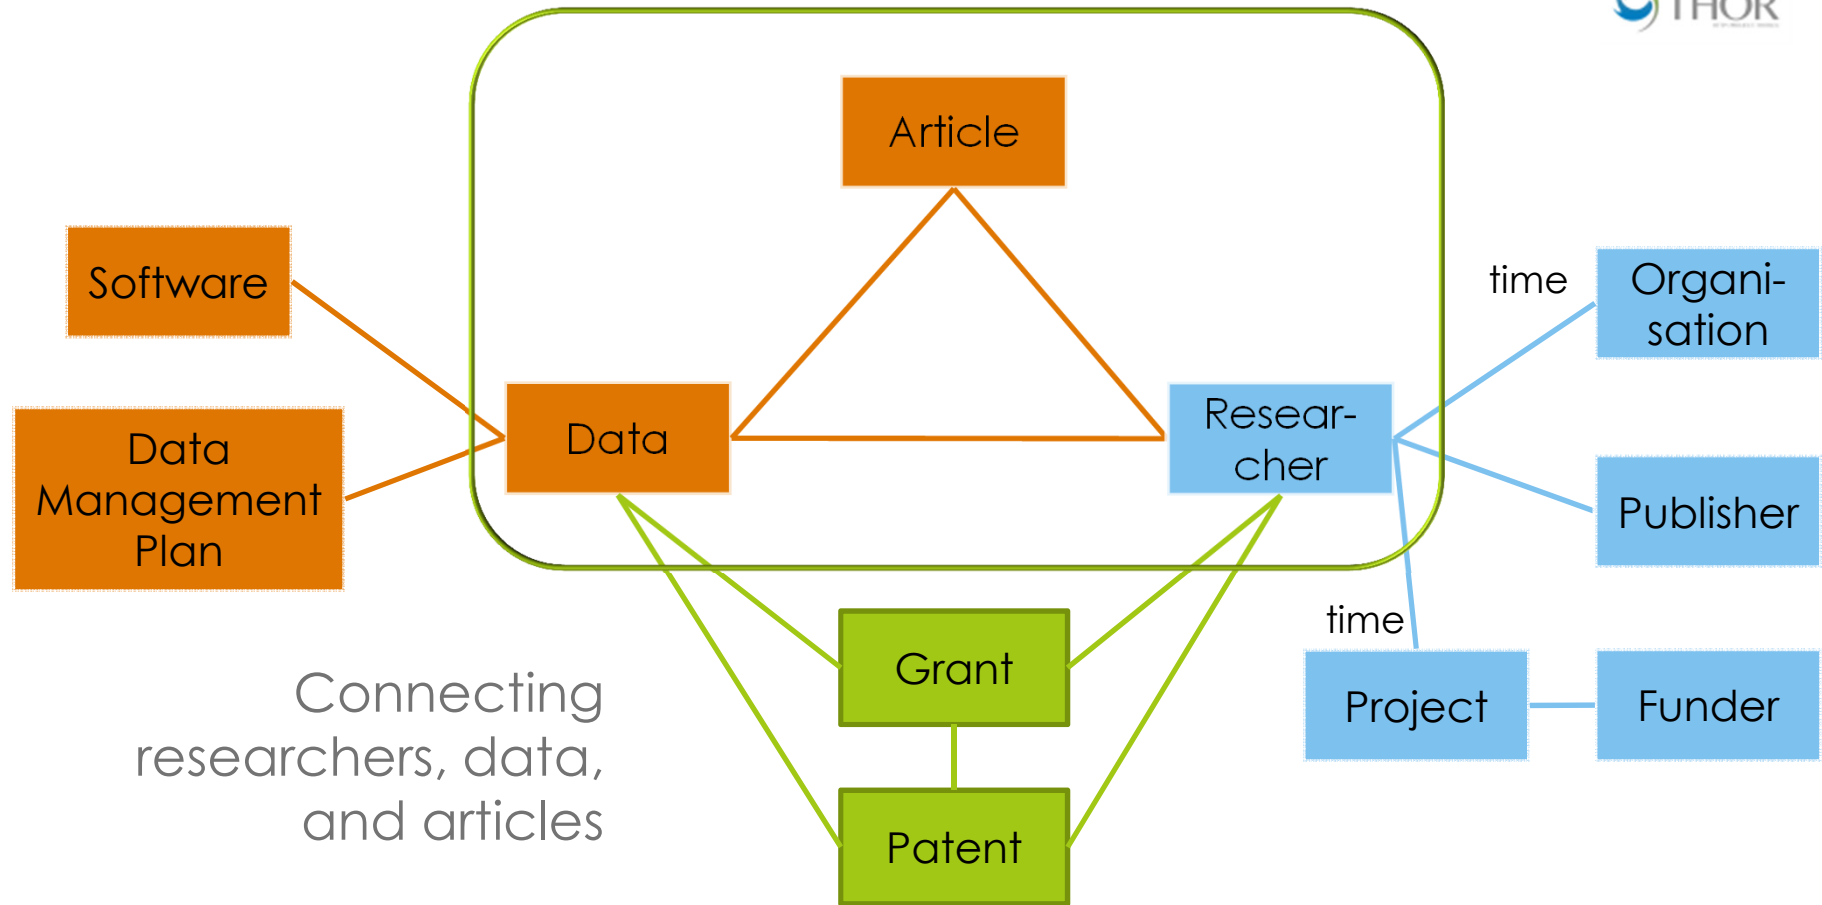 THOR
Article
Software
time
Organi-
sation
Data
Management
Plan
Data
Resear-
cher
Publisher
time
Grant
Project
Funder
Connecting
researchers, data,
and articles
Patent